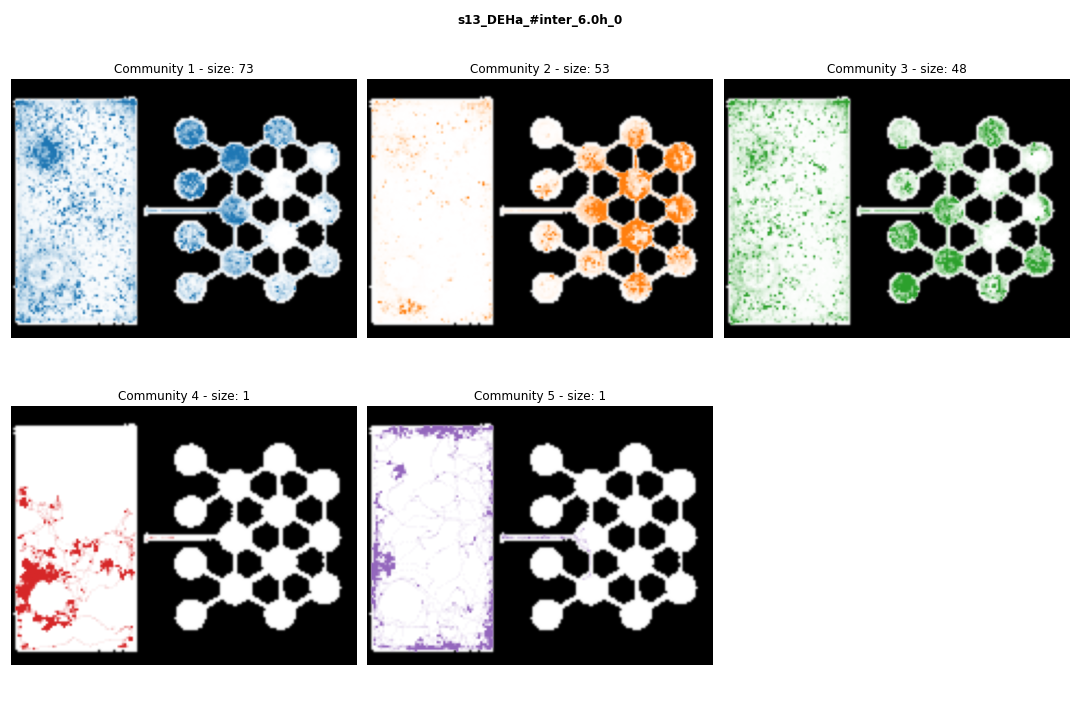 s13_DEHa_#inter_6.0h_0
Community 1 - size: 73
Community 2 - size: 53
Community 3 - size: 48
Community 4 - size: 1
Community 5 - size: 1